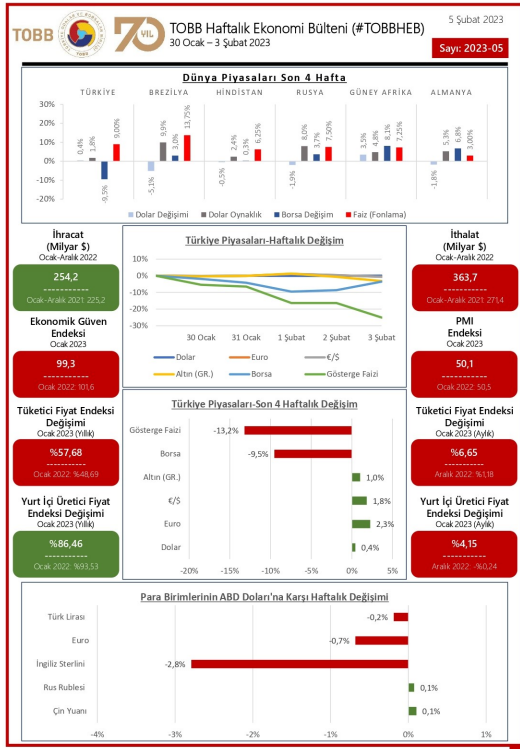 TOBB
70 YIL
TOBB Haftalık Ekonomi Bülteni (#TOBBHEB)
30 Ocak – 3 Şubat 2023
5 Şubat 2023
Sayı: 2023-05
Dünya Piyasaları Son 4 Hafta
TÜRKİYE BREZİLYA HİNDİSTAN RUSYA GÜNEY AFRİKA ALMANYA
30%
20%
10%
0%
-10%
-20%
0,4% 1,8% -9,5% 9,00%
-5,1% 9,9% 3,0% 13,75%
-0,5% 2,4% 0,3% 6,25%
-1,9% 8,0% 3,7% 7,50%
3,5% 4,8% 8,1% 7,25%
-1,8% 5,3% 6,8% 3,00%
Dolar Değişimi Dolar Oynaklık Borsa Değişim Faiz (Fonlama)
İhracat
(Milyar $)
Ocak-Aralık 2022
254,2
-----------
Ocak-Aralık 2021: 225,2
Ekonomik Güven
Endeksi
Ocak 2023
99,3
-----------
Ocak 2022: 101,6
Tüketici Fiyat Endeksi
Değişimi
Ocak 2023 (Yıllık)
%57,68
-----------
Ocak 2022: %48,69
Yurt İçi Üretici Fiyat
Endeksi Değişimi
Ocak 2023 (Yıllık)
%86,46
-----------
Ocak 2022: %93,53
Türkiye Piyasaları-Haftalık Değişim
10%
0%
-10%
-20%
-30%
30 Ocak 31 Ocak 1 Şubat 2 Şubat 3 Şubat
Dolar Euro €/$
Altın (GR.) Borsa Gösterge Faizi
Türkiye Piyasaları-Son 4 Haftalık Değişim
Gösterge Faizi -13,2%
Borsa -9,5%
Altın (GR.) 1,0%
€/$ 1,8%
Euro 2,3%
Dolar 0,4%
-20% -15% -10% -5% 0% 5%
İthalat
(Milyar $)
Ocak-Aralık 2022
363,7
-----------
Ocak-Aralık 2021: 271,4
PMI
Endeksi
Ocak 2023
50,1
-----------
Ocak 2022: 50,5
Tüketici Fiyat Endeksi
Değişimi
Ocak 2023 (Aylık)
%6,65
-----------
Aralık 2022: %1,18
Yurt İçi Üretici Fiyat
Endeksi Değişimi
Ocak 2023 (Aylık)
%4,15
-----------
Aralık 2022: -%0,24
Para Birimlerinin ABD Doları'na Karşı Haftalık Değişimi
Türk Lirası -0,2%
Euro -0,7%
İngiliz Sterlini -2,8%
Rus Rublesi 0,1%
Çin Yuanı 0,1%
-4% -3% -2% -1% 0% 1%